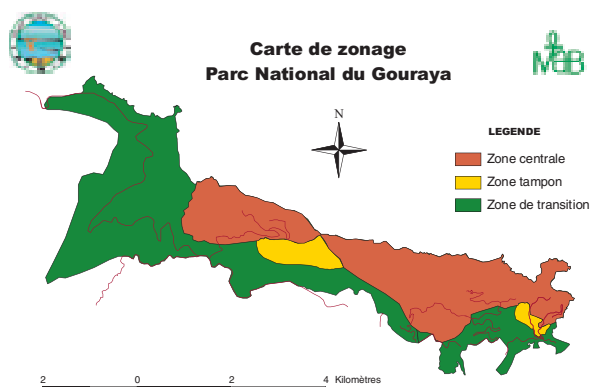 Carte de zonage
Parc National du Gouraya
MAB
N
LEGENDE
Zone centrale
Zone tampon
Zone de transition
2 0 2 4 Kilomètres